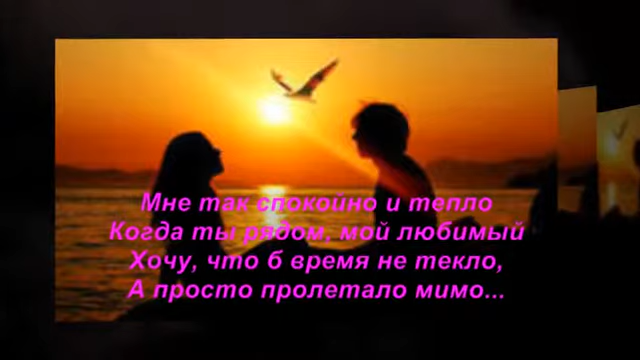 Мне так спокойно и тепло
Когда ты рядом, мой любимый
Хочу, что б время не текло,
А просто пролетало мимо...